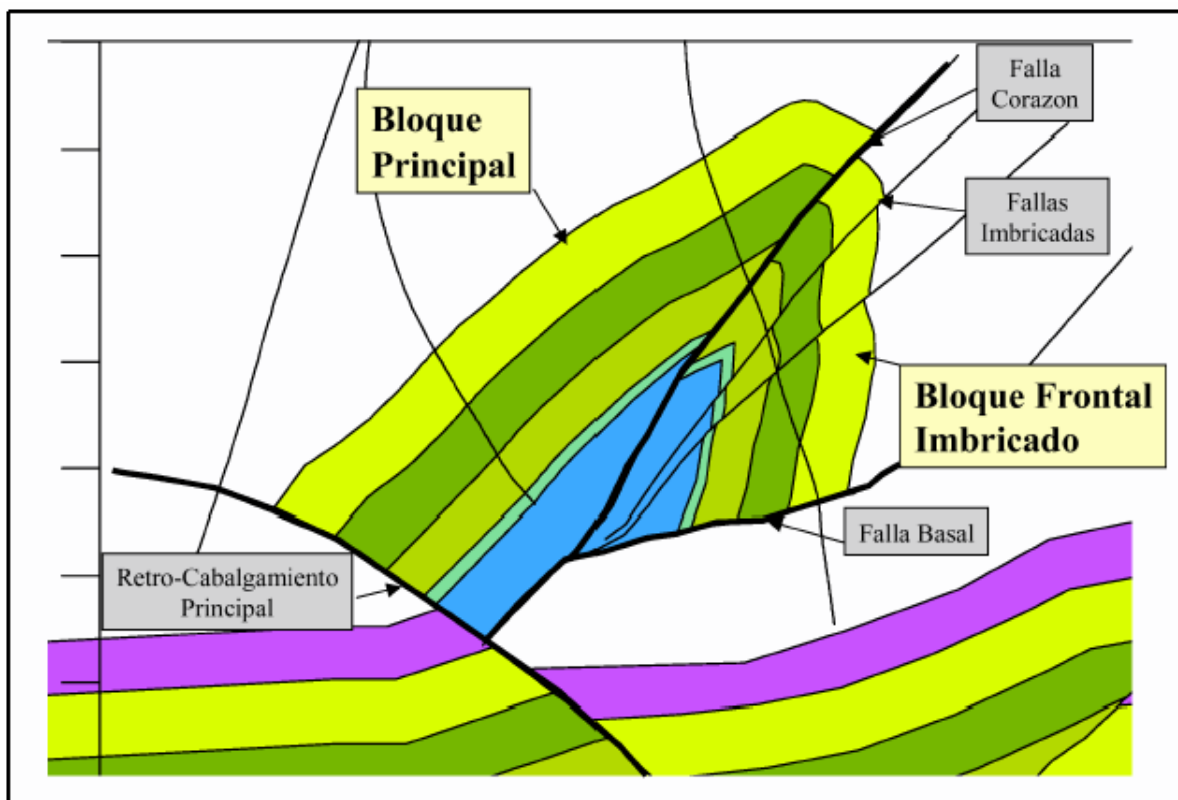 Falla
Corazon
Bloque
Principal
Fallas
Imbricadas
Bloque Frontal
Imbricado
Falla Basal
Retro-Cabalgamiento
Principal